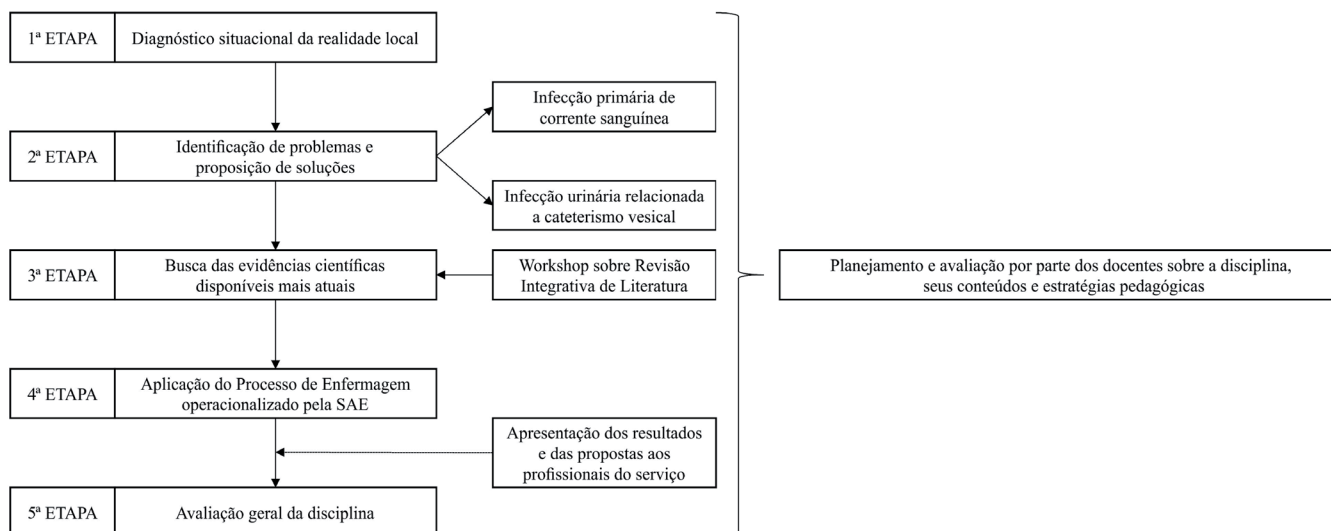 1ª ETAPA
Diagnóstico situacional da realidade local
Infecção primária de
corrente sanguínea
2ª ETAPA
Identificação de problemas e
proposição de soluções
Infecção urinária relacionada
a cateterismo vesical
3ª ETAPA
Busca das evidências científicas
disponíveis mais atuais
Workshop sobre Revisão
Integrativa de Literatura
Planejamento e avaliação por parte dos docentes sobre a disciplina,
seus conteúdos e estratégias pedagógicas
4ª ETAPA
Aplicação do Processo de Enfermagem
operacionalizado pela SAE
Apresentação dos resultados
e das propostas aos
profissionais do serviço
5ª ETAPA
Avaliação geral da disciplina